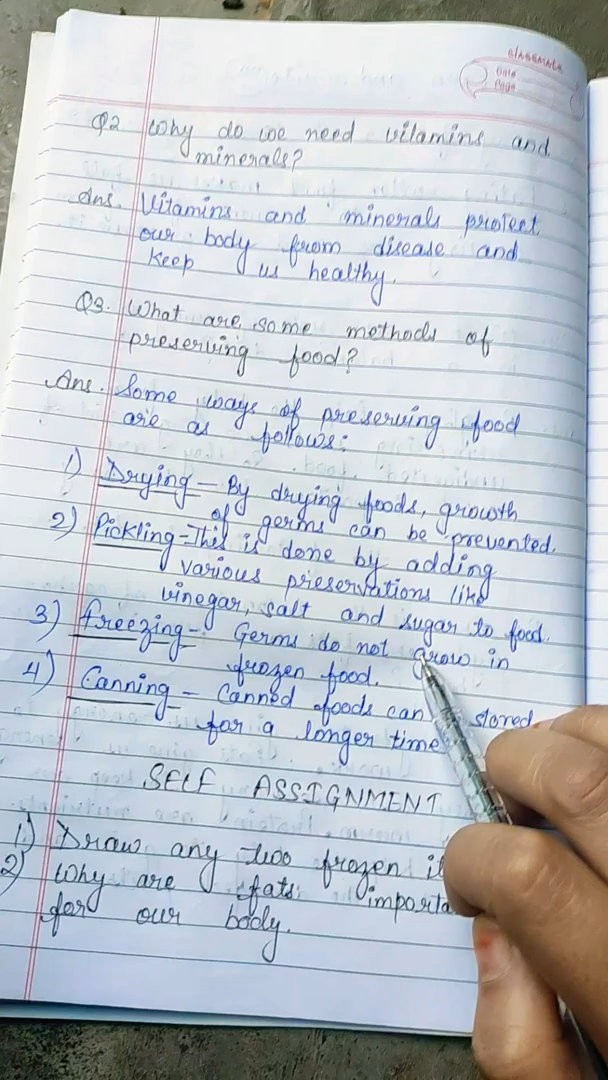 classmate
Date
Page
Q2 Why do we need vitamins and
minerals?
Ans. Vitamins and minerals protect
our body from disease and
keep us healthy.
Q3. What are some methods of
preserving food?
Ans. Some ways of preserving food
are as follows:
1) Drying - By drying foods, growth
of germs can be prevented.
2) Pickling - This is done by adding
various preservations like
vinegar, salt and sugar to food.
3) freezing - Germs do not grow in
frozen food.
4) Canning - Canned foods can stored
for a longer time
SELF ASSIGNMENT
1) Draw any two frozen
2) Why are fats
for our body.